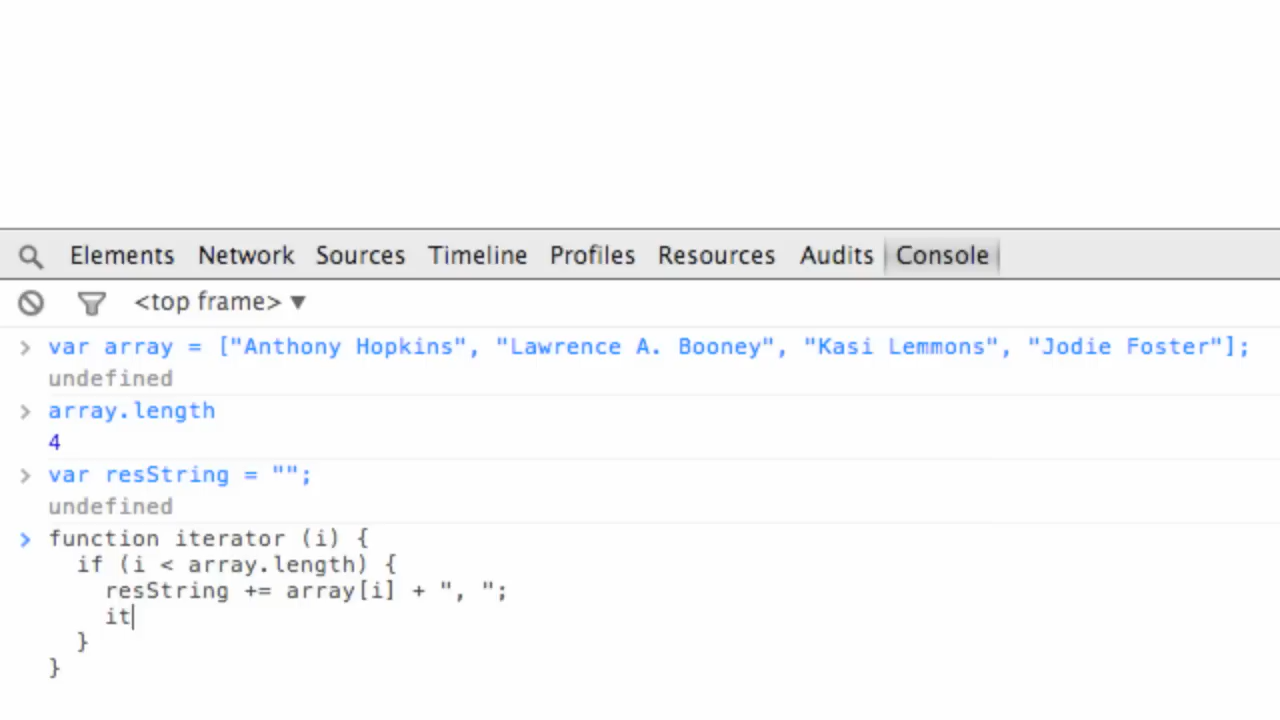 Elements Network Sources Timeline Profiles Resources Audits Console
<top frame> ▼
> var array = ["Anthony Hopkins", "Lawrence A. Booney", "Kasi Lemmons", "Jodie Foster"];
undefined
> array.length
4
> var resString = "";
undefined
> function iterator (i) {
if (i < array.length) {
resString += array[i] + ", ";
it
}
}